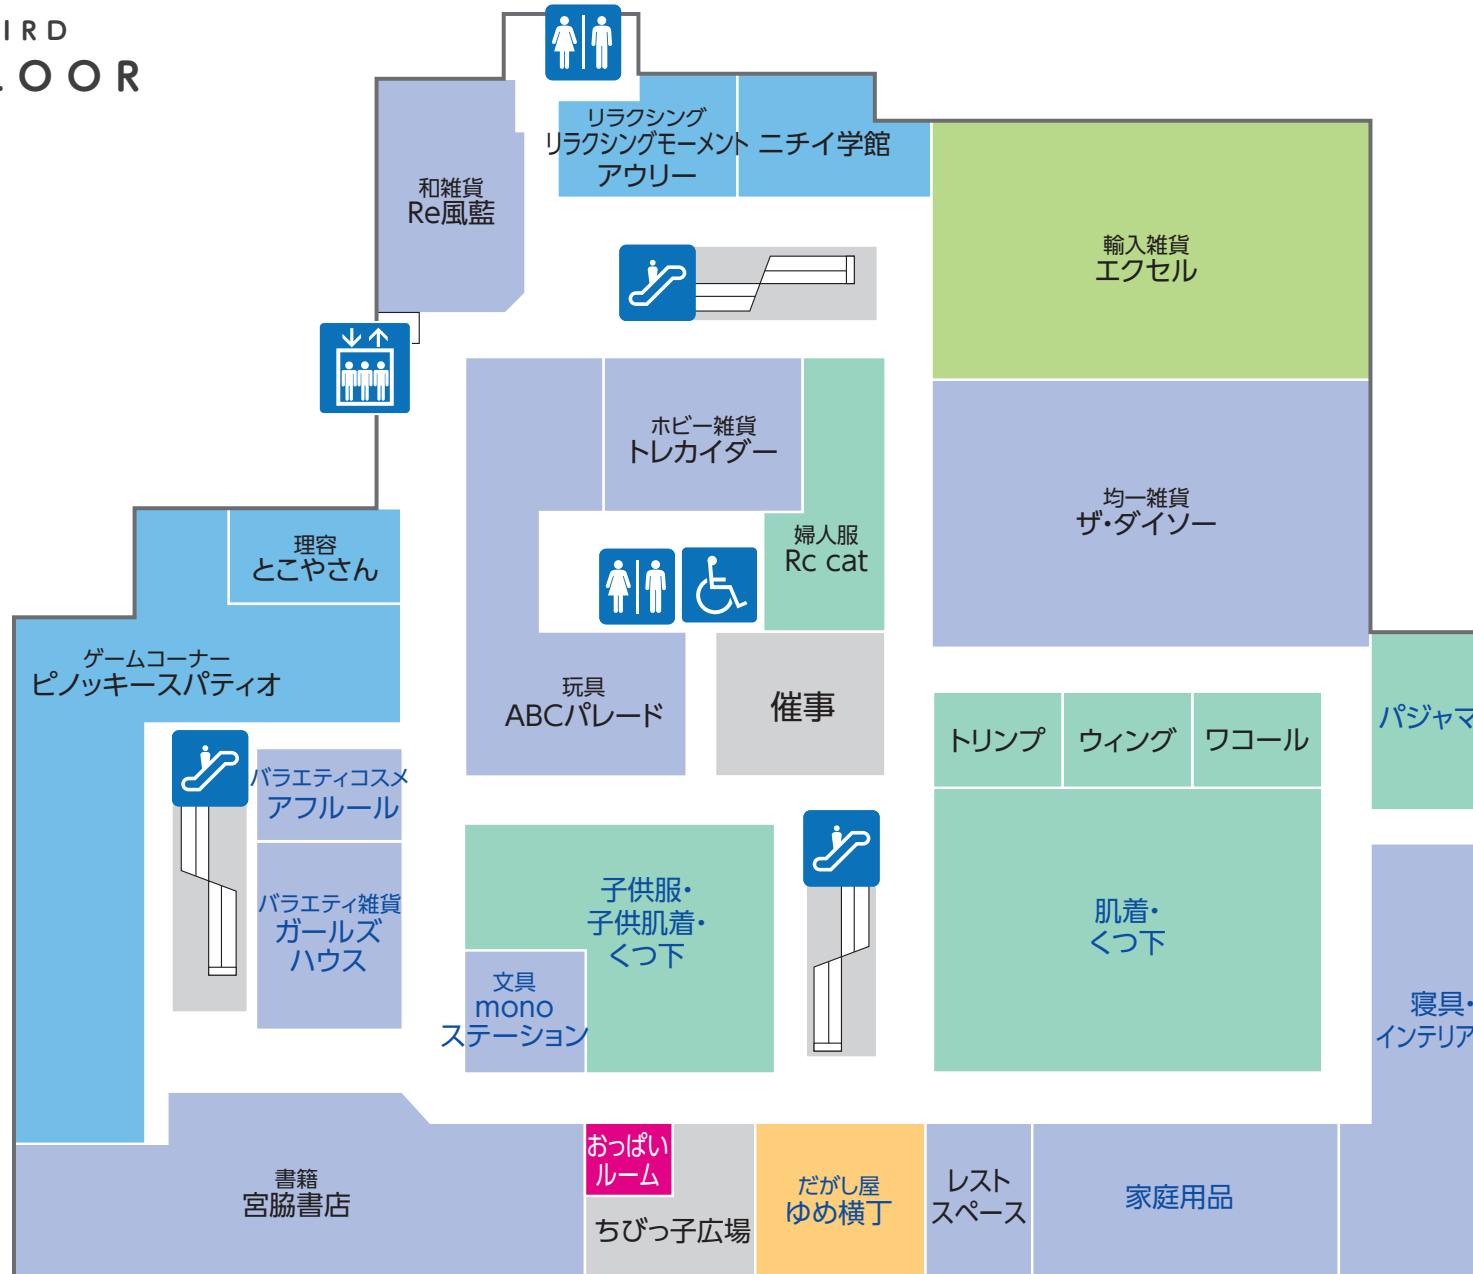 IRD
LOOR
リラクシング
リラクシングモーメント
アウリー
ニチイ学館
和雑貨
Re風藍
輸入雑貨
エクセル
ホビー雑貨
トレカイダー
均一雑貨
ザ・ダイソー
婦人服
Rc cat
理容
とこやさん
ゲームコーナー
ピノッキースパティオ
玩具
ABCパレード
催事
トリンプ
ウィング
ワコール
パジャマ
バラエティコスメ
アフルール
バラエティ雑貨
ガールズ
ハウス
子供服・
子供肌着・
くつ下
文具
mono
ステーション
肌着・
くつ下
寝具・
インテリア
おっぱい
ルーム
ちびっ子広場
書籍
宮脇書店
だがし屋
ゆめ横丁
レスト
スペース
家庭用品